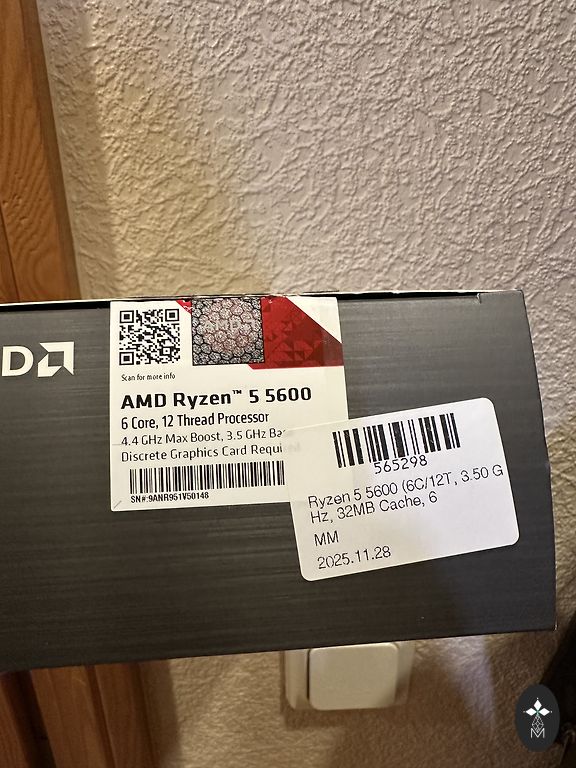 Scan for more info
AMD Ryzen™ 5 5600
6 Core, 12 Thread Processor
4.4 GHz Max Boost, 3.5 GHz
Discrete Graphics Card
SN#:9ANR951V50148
565298
Ryzen 5 5600 (6C/12T, 3.50 G
Hz, 32MB Cache, 6
MM
2025.11.28
M